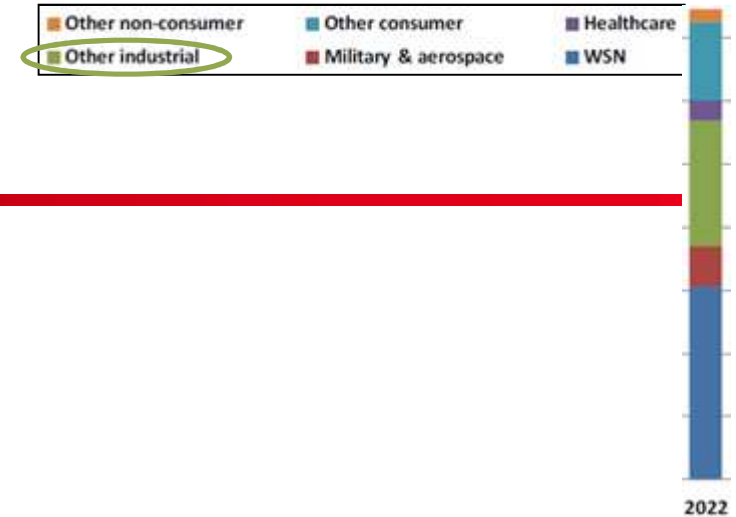 Other non-consumer Other consumer Healthcare
Other industrial Military & aerospace WSN
2022